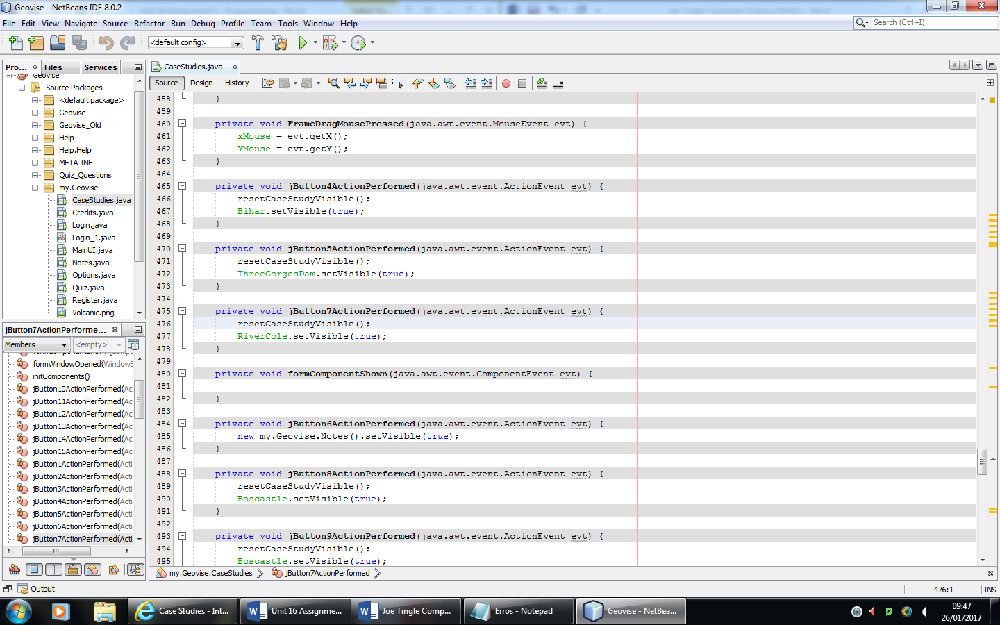 Geovise - NetBeans IDE 8.0.2
File Edit View Navigate Source Refactor Run Debug Profile Team Tools Window Help
Search (Ctrl+I)
<default config>
Pro... Files Services
Geovise
Source Packages
<default package>
Geovise
Geovise_Old
Help
Help.Help
META-INF
Quiz_Questions
my.Geovise
CaseStudies.java
Credits.java
Login.java
Login_1.java
MainUI.java
Notes.java
Options.java
Quiz.java
Register.java
Volcanic.png
jButton7ActionPerforme...
Members <empty>
formWindowOpened(WindowE
initComponents()
jButton10ActionPerformed(Ac
jButton11ActionPerformed(Ac
jButton12ActionPerformed(Ac
jButton13ActionPerformed(Ac
jButton14ActionPerformed(Ac
jButton15ActionPerformed(Ac
jButton1ActionPerformed(Acti
jButton2ActionPerformed(Acti
jButton3ActionPerformed(Acti
jButton4ActionPerformed(Acti
jButton5ActionPerformed(Acti
jButton6ActionPerformed(Acti
jButton7ActionPerformed(Acti
CaseStudies.java
Source Design History
458 }
459
460 private void FrameDragMousePressed(java.awt.event.MouseEvent evt) {
461 xMouse = evt.getX();
462 YMouse = evt.getY();
463 }
464
465 private void jButton4ActionPerformed(java.awt.event.ActionEvent evt) {
466 resetCaseStudyVisible();
467 Bihar.setVisible(true);
468 }
469
470 private void jButton5ActionPerformed(java.awt.event.ActionEvent evt) {
471 resetCaseStudyVisible();
472 ThreeGorgesDam.setVisible(true);
473 }
474
475 private void jButton7ActionPerformed(java.awt.event.ActionEvent evt) {
476 resetCaseStudyVisible();
477 RiverCole.setVisible(true);
478 }
479
480 private void formComponentShown(java.awt.event.ComponentEvent evt) {
481
482 }
483
484 private void jButton6ActionPerformed(java.awt.event.ActionEvent evt) {
485 new my.Geovise.Notes().setVisible(true);
486 }
487
488 private void jButton8ActionPerformed(java.awt.event.ActionEvent evt) {
489 resetCaseStudyVisible();
490 Boscastle.setVisible(true);
491 }
492
493 private void jButton9ActionPerformed(java.awt.event.ActionEvent evt) {
494 resetCaseStudyVisible();
495 Boscastle.setVisible(true);
my.Geovise.CaseStudies jButton7ActionPerformed
Output
476:1 INS
Case Studies - Int...
Unit 16 Assignme...
Joe Tingle Comp...
Erros - Notepad
Geovise - NetBea...
09:47
26/01/2017